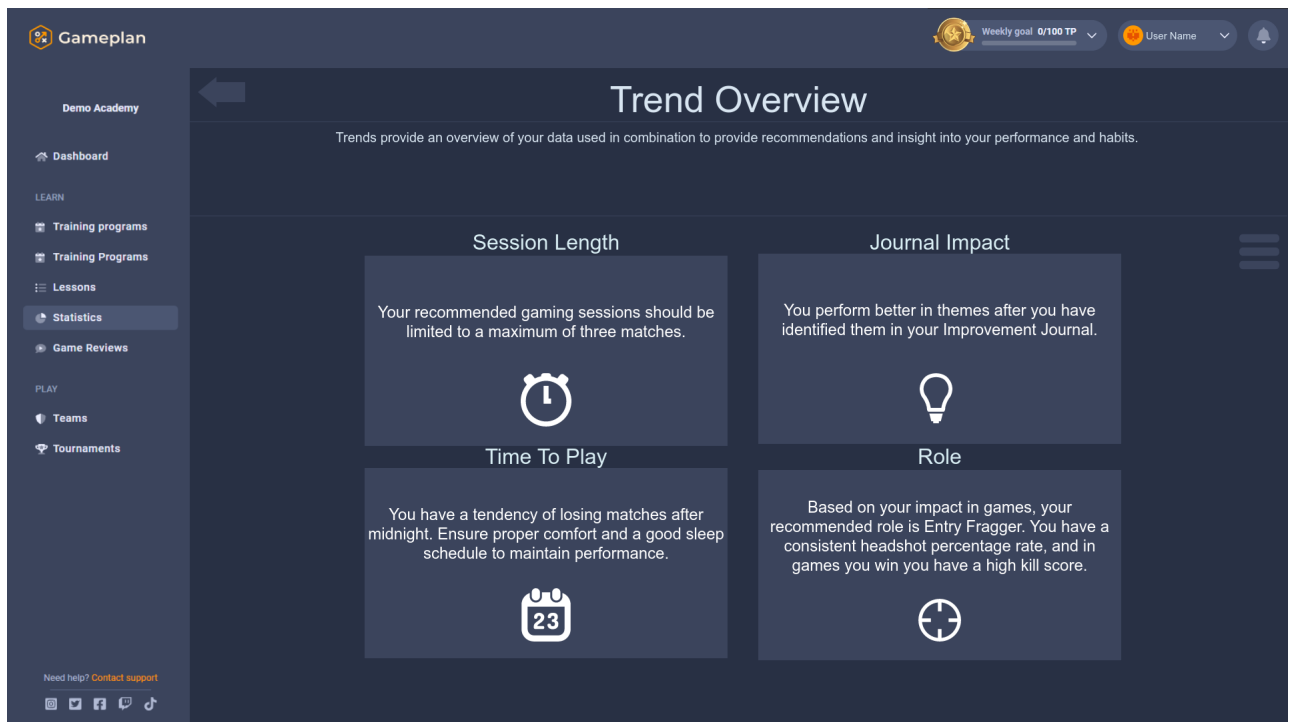 Gameplan
Weekly goal 0/100 TP
User Name
Demo Academy
Dashboard
LEARN
Training programs
Training Programs
Lessons
Statistics
Game Reviews
PLAY
Teams
Tournaments
Need help? Contact support
Trend Overview
Trends provide an overview of your data used in combination to provide recommendations and insight into your performance and habits.
Session Length
Your recommended gaming sessions should be
limited to a maximum of three matches.
Journal Impact
You perform better in themes after you have
identified them in your Improvement Journal.
Time To Play
You have a tendency of losing matches after
midnight. Ensure proper comfort and a good sleep
schedule to maintain performance.
23
Role
Based on your impact in games, your
recommended role is Entry Fragger. You have a
consistent headshot percentage rate, and in
games you win you have a high kill score.